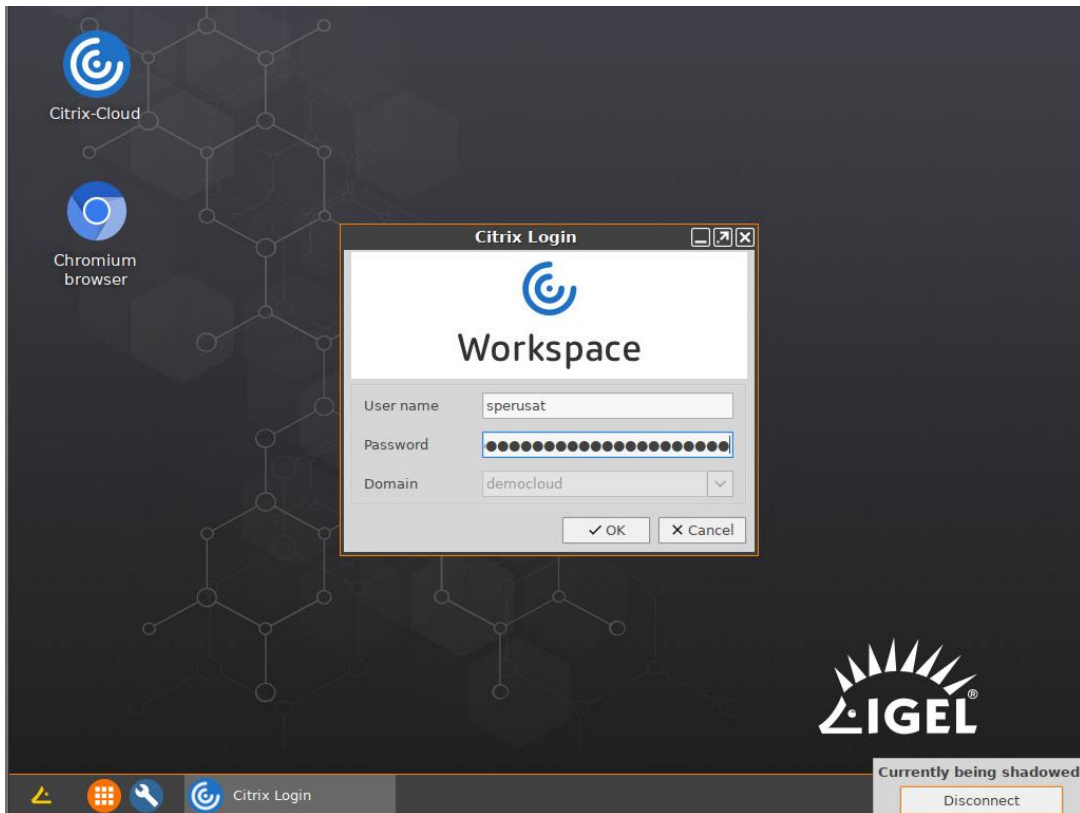 Citrix-Cloud
Chromium
browser
Citrix Login
Workspace
User name
sperusat
Password
●●●●●●●●●●●●●●●●●●●●●
Domain
democloud
OK
Cancel
IGEL®
Currently being shadowed
Disconnect
Citrix Login